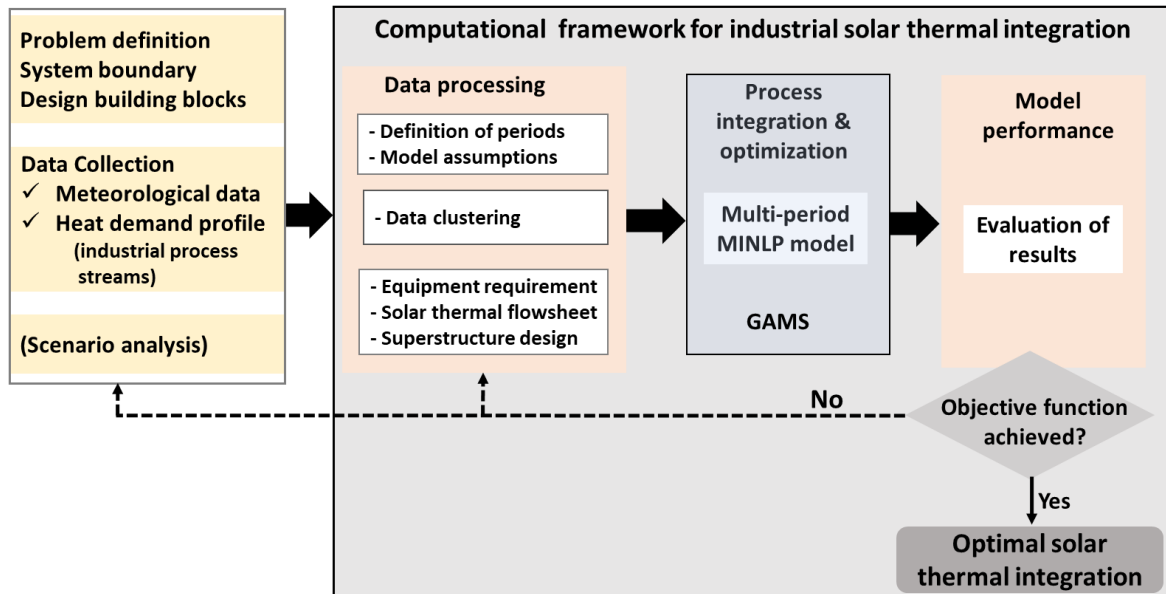 Problem definition
System boundary
Design building blocks
Data Collection
✓ Meteorological data
✓ Heat demand profile
(industrial process
streams)
(Scenario analysis)
Computational framework for industrial solar thermal integration
Data processing
- Definition of periods
- Model assumptions
- Data clustering
- Equipment requirement
- Solar thermal flowsheet
- Superstructure design
Process
integration &
optimization
Multi-period
MINLP model
GAMS
Model
performance
Evaluation of
results
No
Objective function
achieved?
Yes
Optimal solar
thermal integration